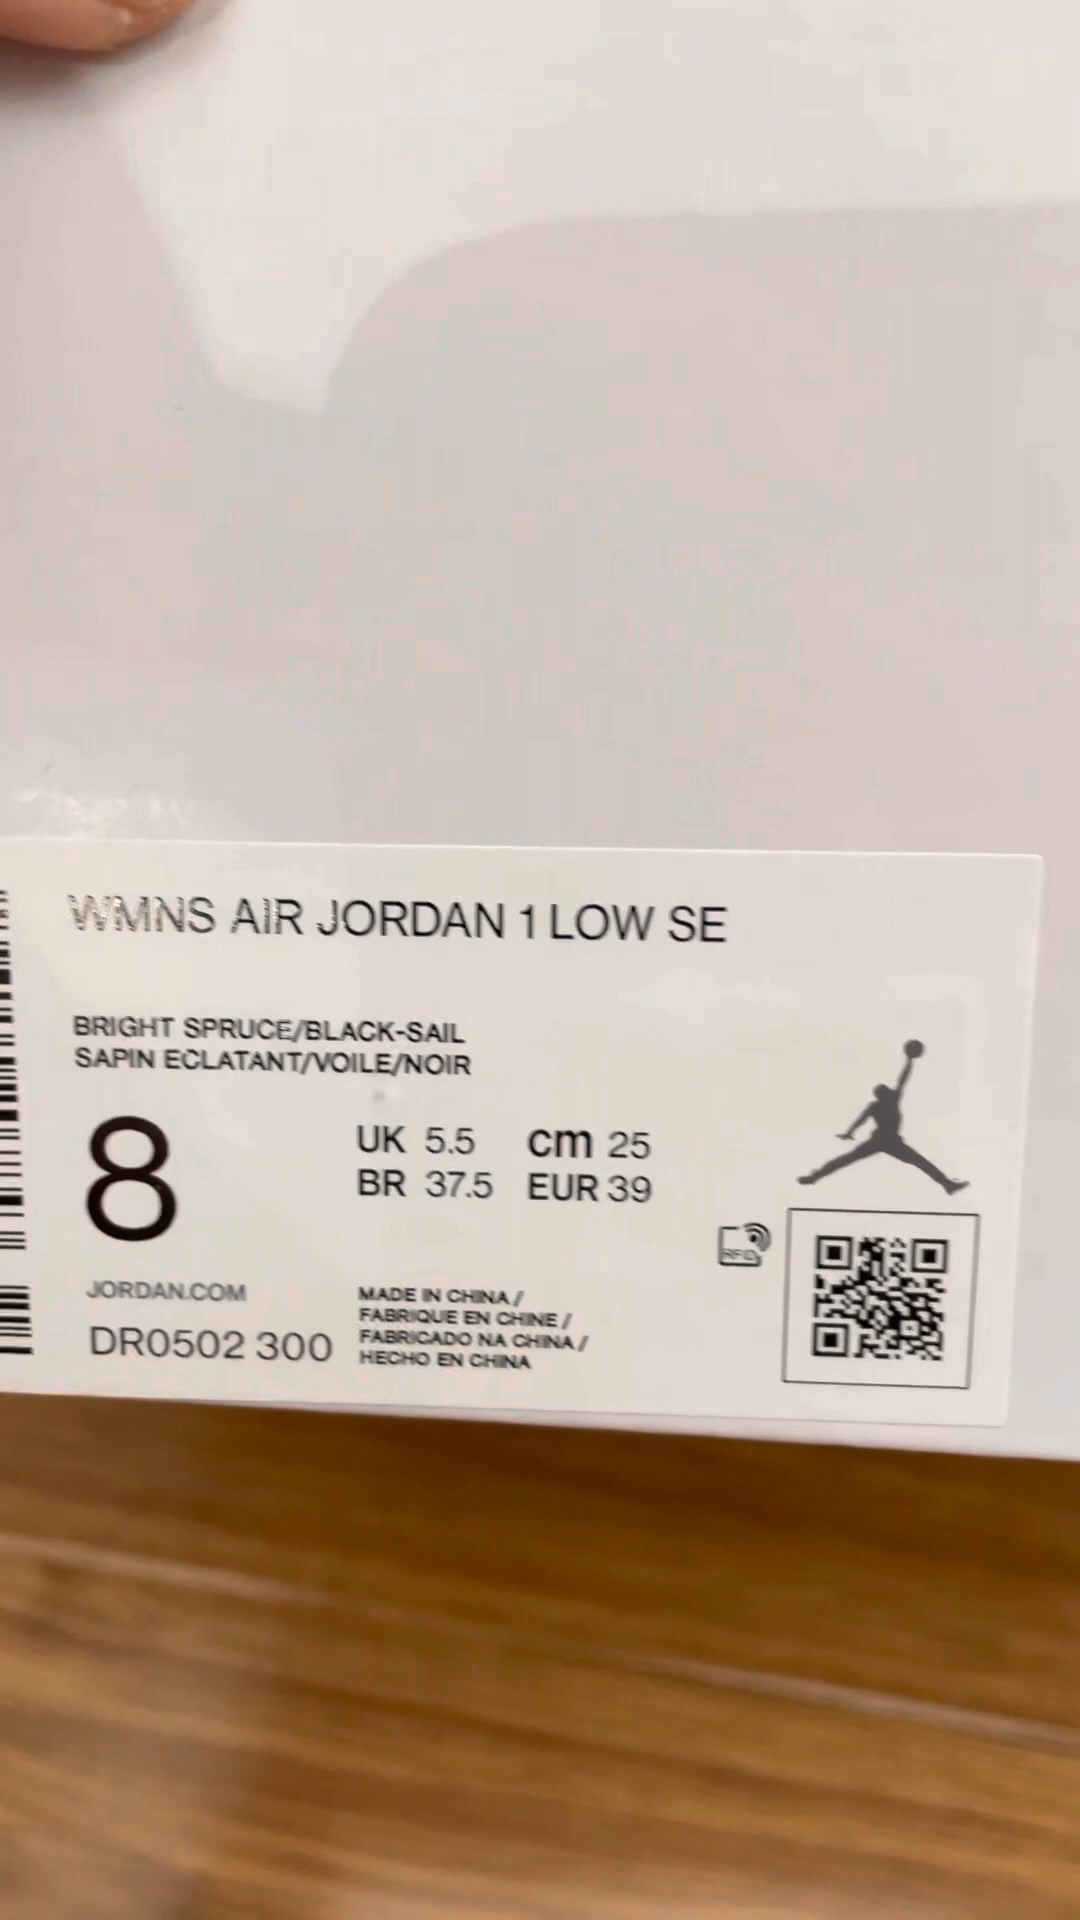 WMNS AIR JORDAN 1 LOW SE
BRIGHT SPRUCE/BLACK-SAIL
SAPIN ECLATANT/VOILE/NOIR
8
UK 5.5 cm 25
BR 37.5 EUR 39
RFID
JORDAN.COM
DR0502 300
MADE IN CHINA /
FABRIQUE EN CHINE /
FABRICADO NA CHINA /
HECHO EN CHINA